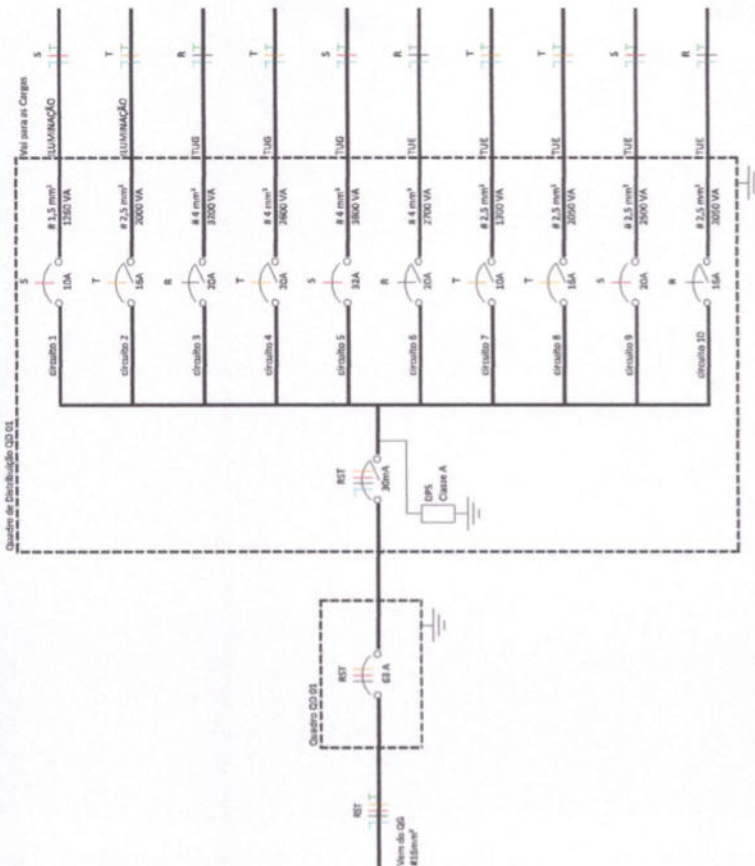 Quadro de Distribuição QD 01
Vai para as Cargas
circuito 1
S
10A
# 1,5 mm²
1250 VA
ILUMINAÇÃO
S
circuito 2
T
16A
# 2,5 mm²
2000 VA
ILUMINAÇÃO
T
circuito 3
R
20A
# 4 mm²
3200 VA
TUG
R
circuito 4
T
20A
# 4 mm²
2600 VA
TUG
T
circuito 5
S
32A
# 4 mm²
3800 VA
TUG
S
circuito 6
R
20A
# 4 mm²
2700 VA
TUE
R
circuito 7
T
10A
# 2,5 mm²
1300 VA
TUE
T
circuito 8
T
16A
# 2,5 mm²
2050 VA
TUE
T
circuito 9
S
20A
# 2,5 mm²
2500 VA
TUE
S
circuito 10
R
16A
# 2,5 mm²
VA
TUE
R
RST
30mA
DPS
Classe A
Quadro QD 01
RST
63 A
RST
Vem do QG